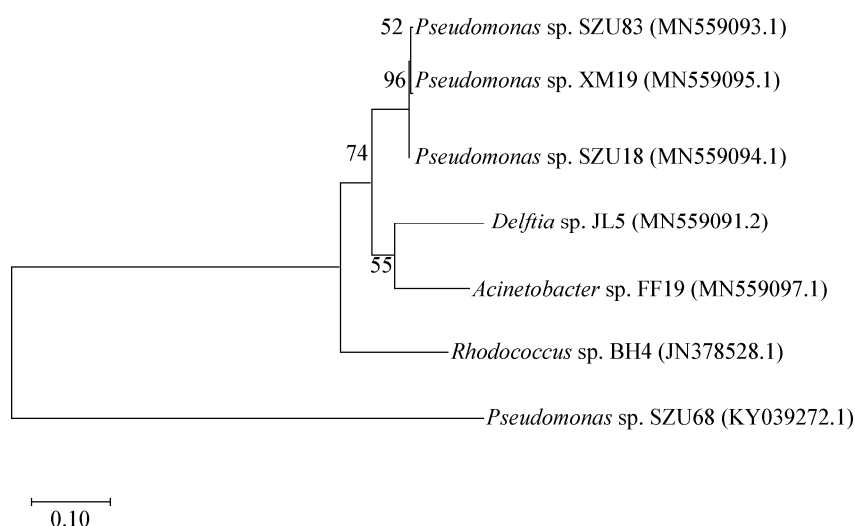 52 Pseudomonas sp. SZU83 (MN559093.1)
96 Pseudomonas sp. XM19 (MN559095.1)
74
Pseudomonas sp. SZU18 (MN559094.1)
Delftia sp. JL5 (MN559091.2)
55
Acinetobacter sp. FF19 (MN559097.1)
Rhodococcus sp. BH4 (JN378528.1)
Pseudomonas sp. SZU68 (KY039272.1)
0.10